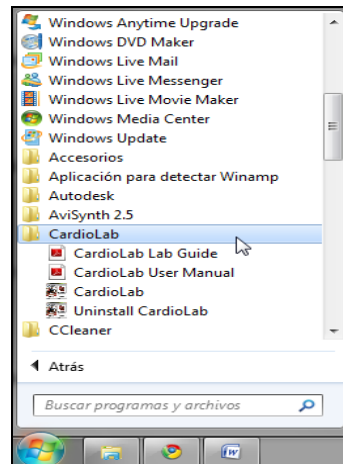 Windows Anytime Upgrade
Windows DVD Maker
Windows Live Mail
Windows Live Messenger
Windows Live Movie Maker
Windows Media Center
Windows Update
Accesorios
Aplicación para detectar Winamp
Autodesk
AviSynth 2.5
CardioLab
CardioLab Lab Guide
CardioLab User Manual
CardioLab
Uninstall CardioLab
CCleaner
Atrás
Buscar programas y archivos